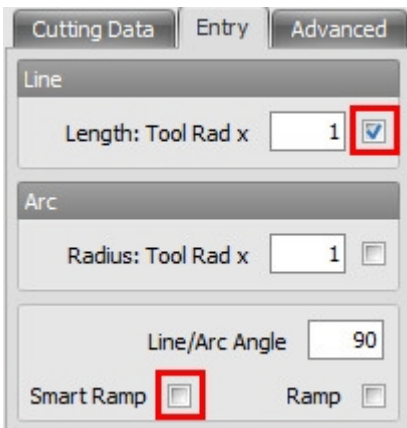 Cutting Data Entry Advanced
Line
Length: Tool Rad x 1
Arc
Radius: Tool Rad x 1
Line/Arc Angle 90
Smart Ramp Ramp